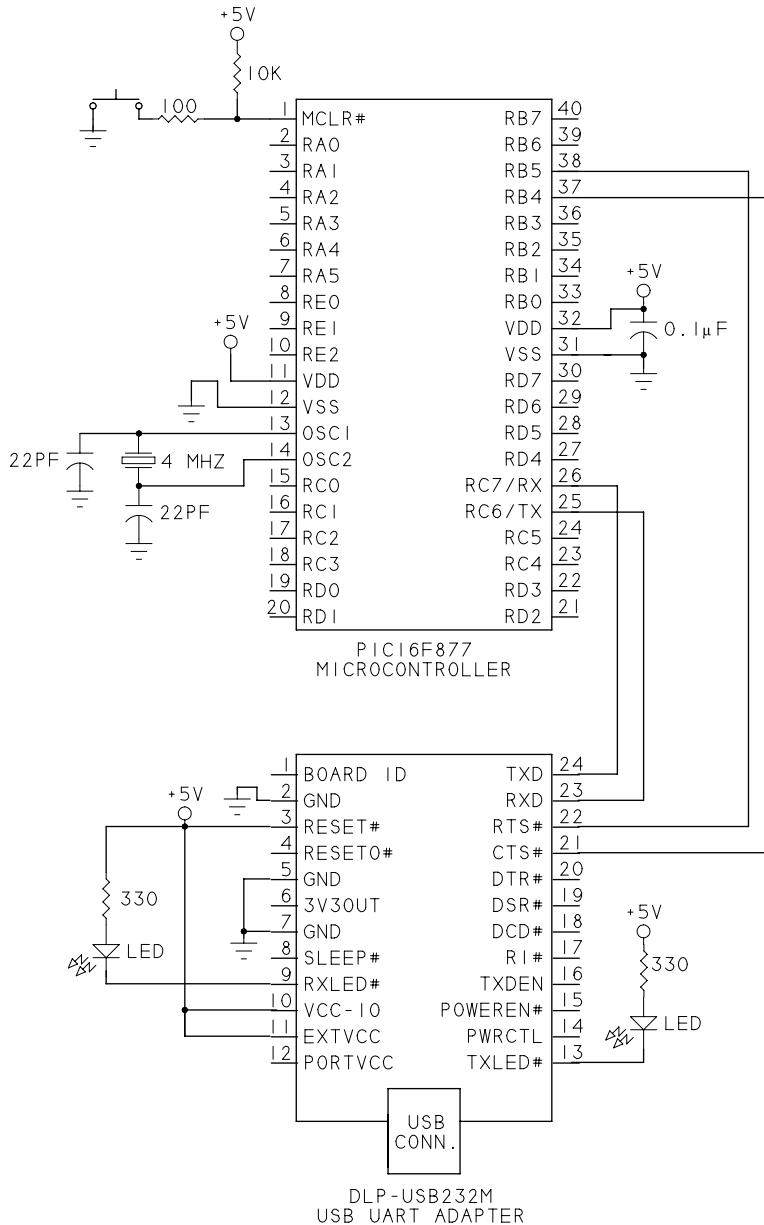 +5V
10K
100
1 MCLR# RB7 40
2 RA0 RB6 39
3 RA1 RB5 38
4 RA2 RB4 37
5 RA3 RB3 36
6 RA4 RB2 35
7 RA5 RB1 34
+5V
8 RE0 RB0 33
+5V
9 RE1 VDD 32
0.1µF
10 RE2 VSS 31
11 VDD RD7 30
12 VSS RD6 29
13 OSC1 RD5 28
22PF
4 MHZ
14 OSC2 RD4 27
15 RC0 RC7/RX 26
22PF
16 RC1 RC6/TX 25
17 RC2 RC5 24
18 RC3 RC4 23
19 RD0 RD3 22
20 RD1 RD2 21
PIC16F877
MICROCONTROLLER
1 BOARD ID TXD 24
+5V
2 GND RXD 23
3 RESET# RTS# 22
4 RESETO# CTS# 21
5 GND DTR# 20
330
6 3V3OUT DSR# 19
+5V
7 GND DCD# 18
LED
8 SLEEP# RI# 17
330
9 RXLED# TXDEN 16
10 VCC-IO POWEREN# 15
LED
11 EXTVCC PWRCTL 14
12 PORTVCC TXLED# 13
USB
CONN.
DLP-USB232M
USB UART ADAPTER